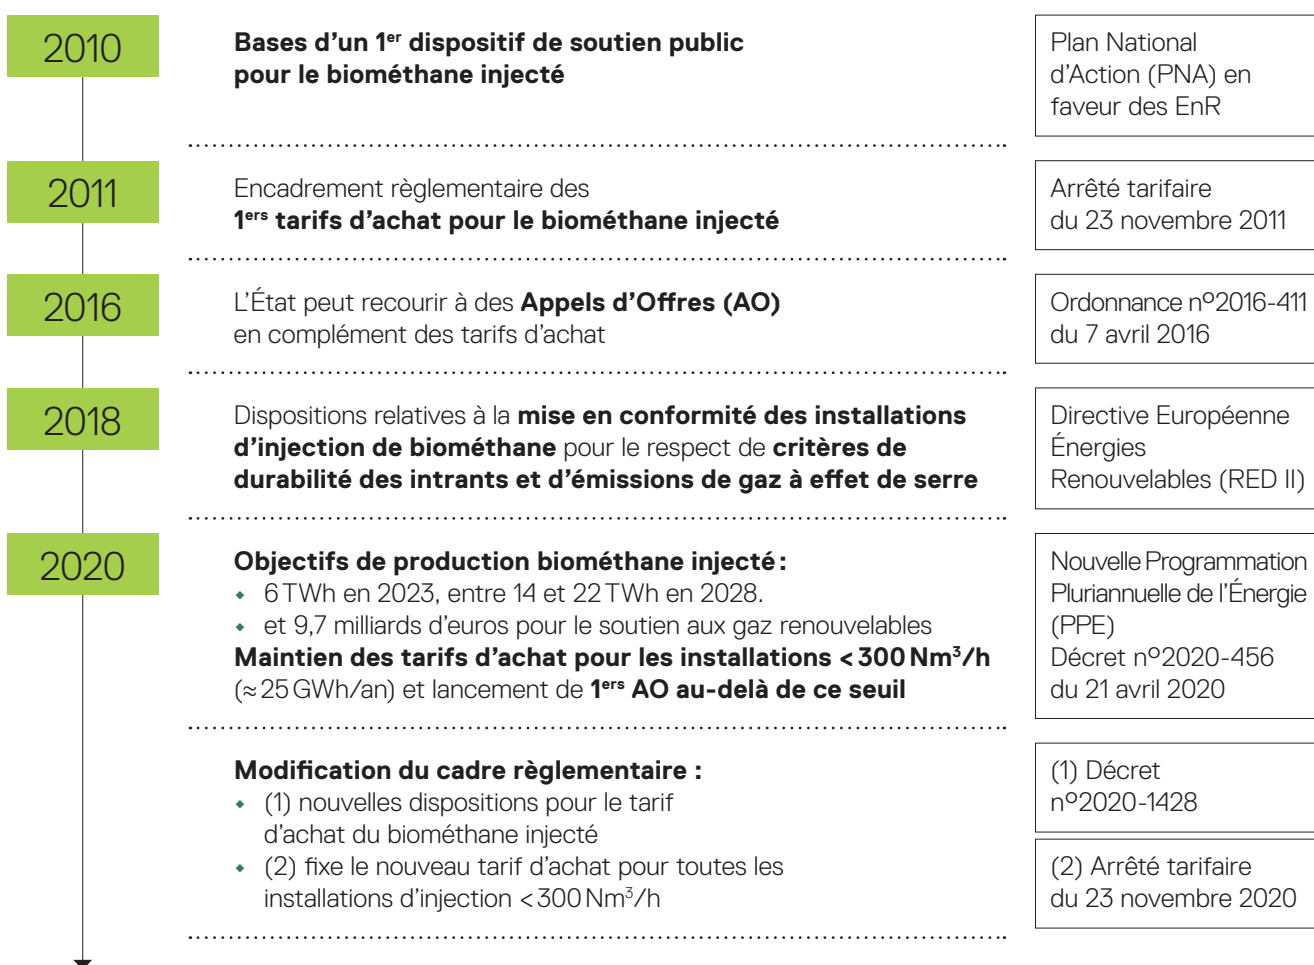 2010
Bases d’un 1er dispositif de soutien public
pour le biométhane injecté
Plan National
d’Action (PNA) en
faveur des EnR
2011
Encadrement règlementaire des
1ers tarifs d’achat pour le biométhane injecté
Arrêté tarifaire
du 23 novembre 2011
2016
L’État peut recourir à des Appels d’Offres (AO)
en complément des tarifs d’achat
Ordonnance nº2016-411
du 7 avril 2016
2018
Dispositions relatives à la mise en conformité des installations
d’injection de biométhane pour le respect de critères de
durabilité des intrants et d’émissions de gaz à effet de serre
Directive Européenne
Énergies
Renouvelables (RED II)
2020
Objectifs de production biométhane injecté :
• 6 TWh en 2023, entre 14 et 22 TWh en 2028.
• et 9,7 milliards d’euros pour le soutien aux gaz renouvelables
Maintien des tarifs d’achat pour les installations < 300 Nm³/h
(≈ 25 GWh/an) et lancement de 1ers AO au-delà de ce seuil
Nouvelle Programmation
Pluriannuelle de l’Énergie
(PPE)
Décret nº2020-456
du 21 avril 2020
Modification du cadre règlementaire :
• (1) nouvelles dispositions pour le tarif
d’achat du biométhane injecté
• (2) fixe le nouveau tarif d’achat pour toutes les
installations d’injection < 300 Nm³/h
(1) Décret
nº2020-1428
(2) Arrêté tarifaire
du 23 novembre 2020